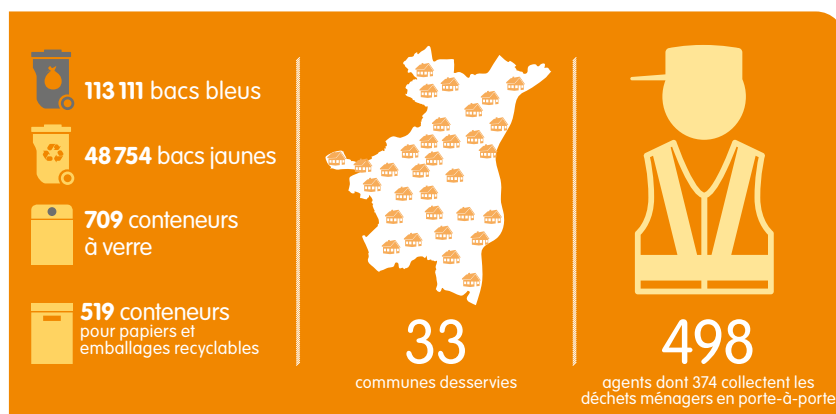 113 111 bacs bleus
48 754 bacs jaunes
709 conteneurs
à verre
519 conteneurs
pour papiers et
emballages recyclables
33
communes desservies
498
agents dont 374 collectent les
déchets ménagers en porte-à-porte